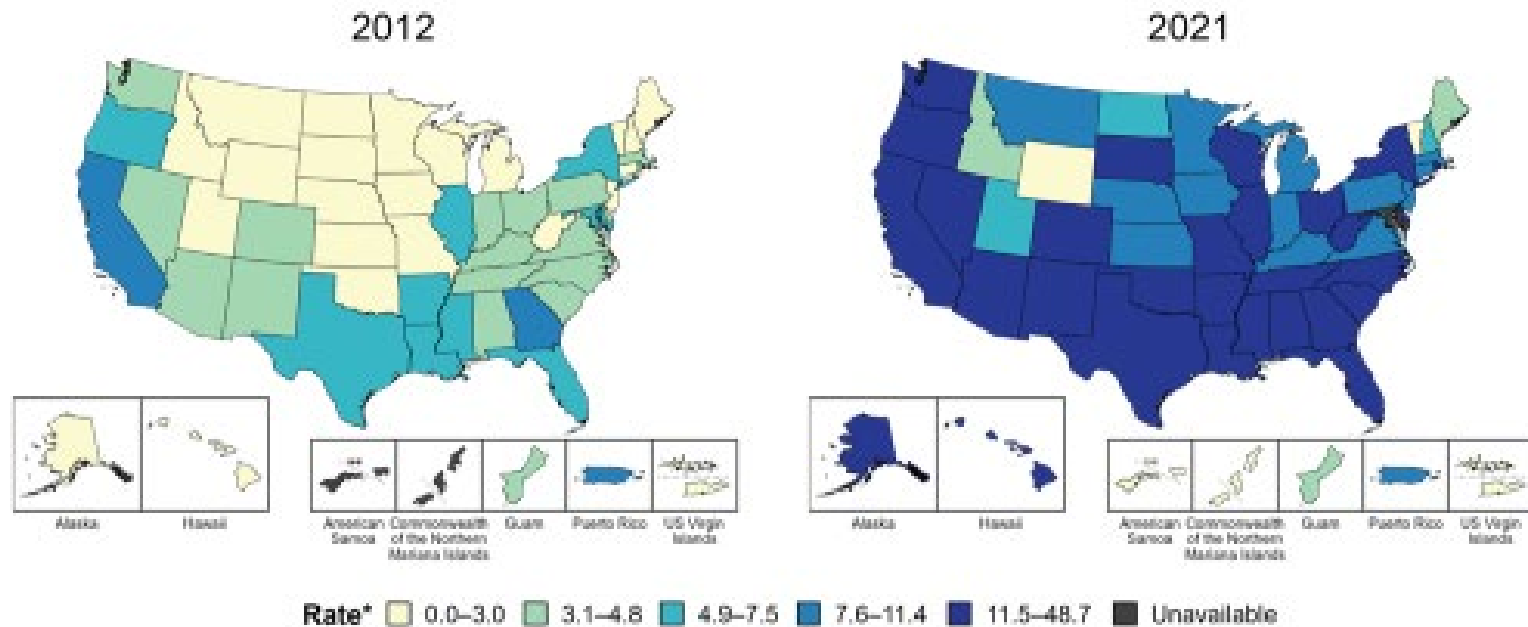 2012
2021
Alaska
Hawaii
American
Samoa
Commonwealth
of the Northern
Mariana Islands
Guam
Puerto Rico
US Virgin
Islands
Alaska
Hawaii
American
Samoa
Commonwealth
of the Northern
Mariana Islands
Guam
Puerto Rico
US Virgin
Islands
Rate* 0.0–3.0 3.1–4.8 4.9–7.5 7.6–11.4 11.5–48.7 Unavailable